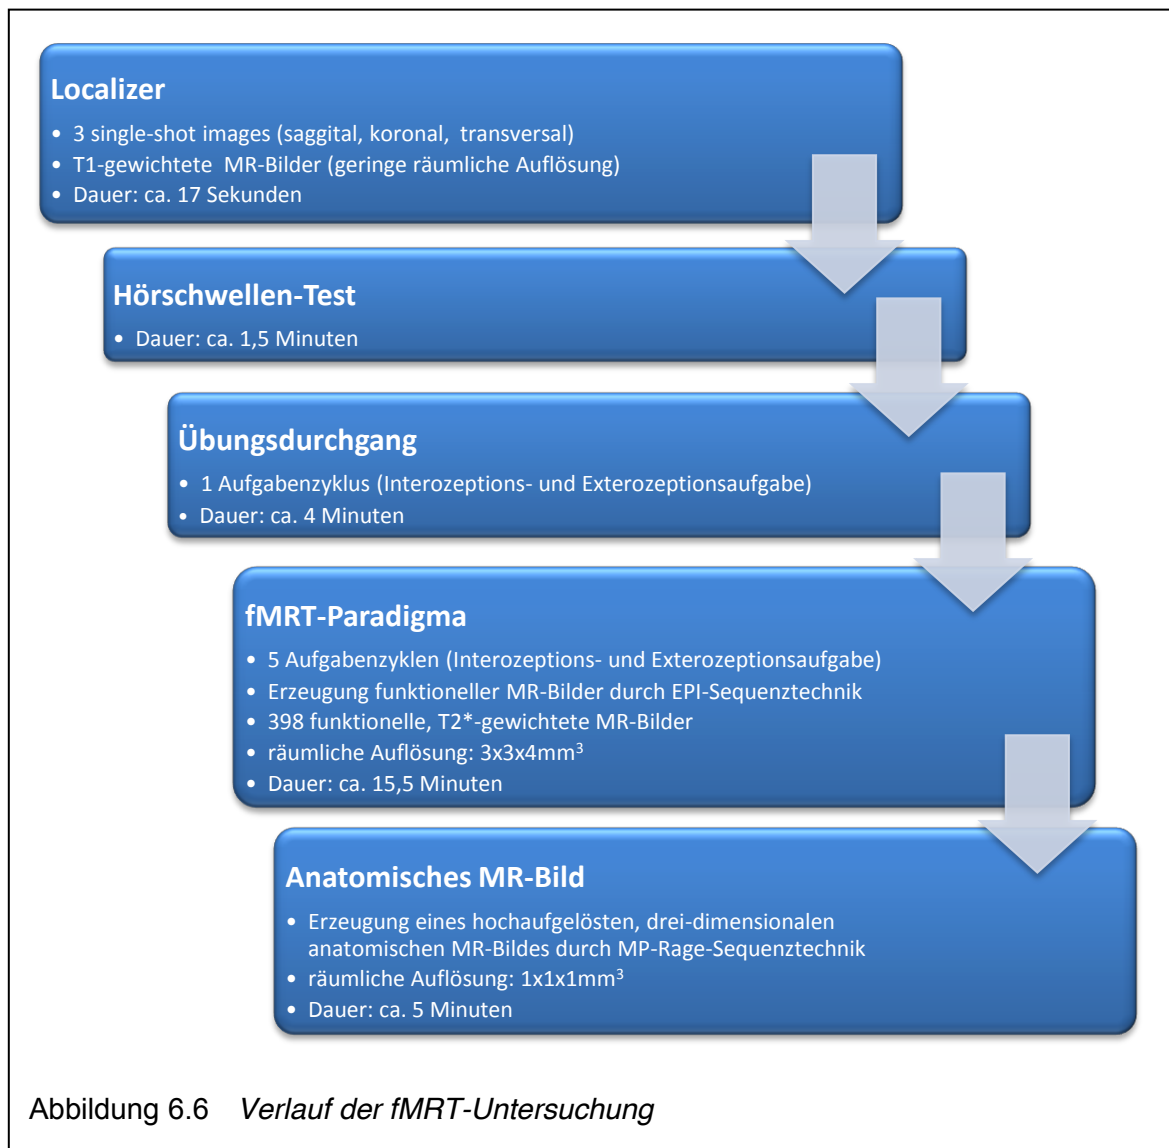 Localizer
• 3 single-shot images (saggital, koronal, transversal)
• T1-gewichtete MR-Bilder (geringe räumliche Auflösung)
• Dauer: ca. 17 Sekunden
Hörschwellen-Test
• Dauer: ca. 1,5 Minuten
Übungsdurchgang
• 1 Aufgabenzyklus (Interozeptions- und Exterozeptionsaufgabe)
• Dauer: ca. 4 Minuten
fMRT-Paradigma
• 5 Aufgabenzyklen (Interozeptions- und Exterozeptionsaufgabe)
• Erzeugung funktioneller MR-Bilder durch EPI-Sequenztechnik
• 398 funktionelle, T2*-gewichtete MR-Bilder
• räumliche Auflösung: 3x3x4mm³
• Dauer: ca. 15,5 Minuten
Anatomisches MR-Bild
• Erzeugung eines hochaufgelösten, drei-dimensionalen
anatomischen MR-Bildes durch MP-Rage-Sequenztechnik
• räumliche Auflösung: 1x1x1mm³
• Dauer: ca. 5 Minuten
Abbildung 6.6 Verlauf der fMRT-Untersuchung